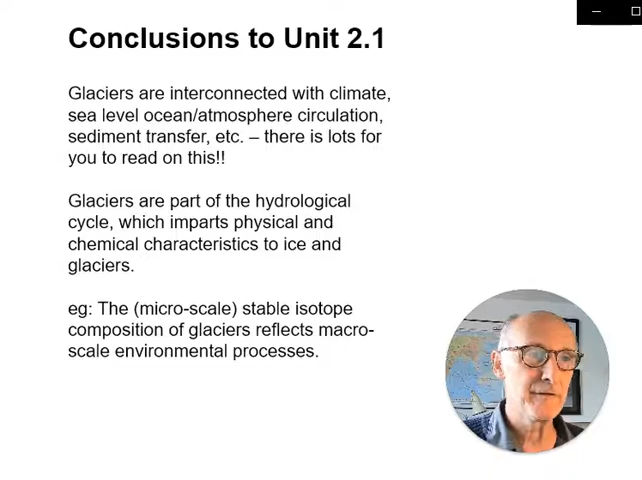 Conclusions to Unit 2.1
Glaciers are interconnected with climate,
sea level ocean/atmosphere circulation,
sediment transfer, etc. – there is lots for
you to read on this!!
Glaciers are part of the hydrological
cycle, which imparts physical and
chemical characteristics to ice and
glaciers.
eg: The (micro-scale) stable isotope
composition of glaciers reflects macro-
scale environmental processes.